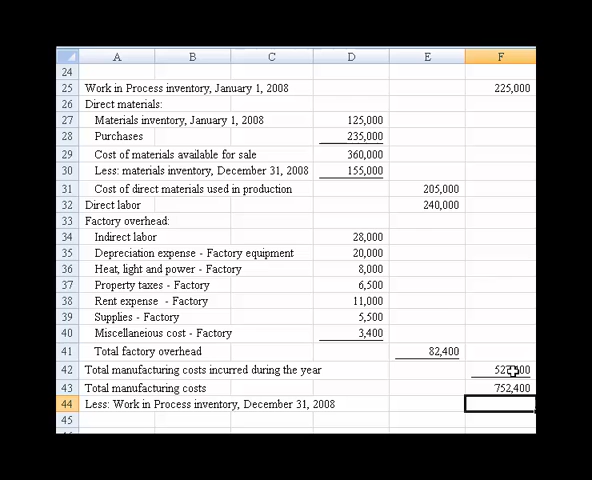 A B C D E F
24
25 Work in Process inventory, January 1, 2008 225,000
26 Direct materials:
27 Materials inventory, January 1, 2008 125,000
28 Purchases 235,000
29 Cost of materials available for sale 360,000
30 Less: materials inventory, December 31, 2008 155,000
31 Cost of direct materials used in production 205,000
32 Direct labor 240,000
33 Factory overhead:
34 Indirect labor 28,000
35 Depreciation expense - Factory equipment 20,000
36 Heat, light and power - Factory 8,000
37 Property taxes - Factory 6,500
38 Rent expense - Factory 11,000
39 Supplies - Factory 5,500
40 Miscellaneious cost - Factory 3,400
41 Total factory overhead 82,400
42 Total manufacturing costs incurred during the year
43 Total manufacturing costs 752,400
44 Less: Work in Process inventory, December 31, 2008
45